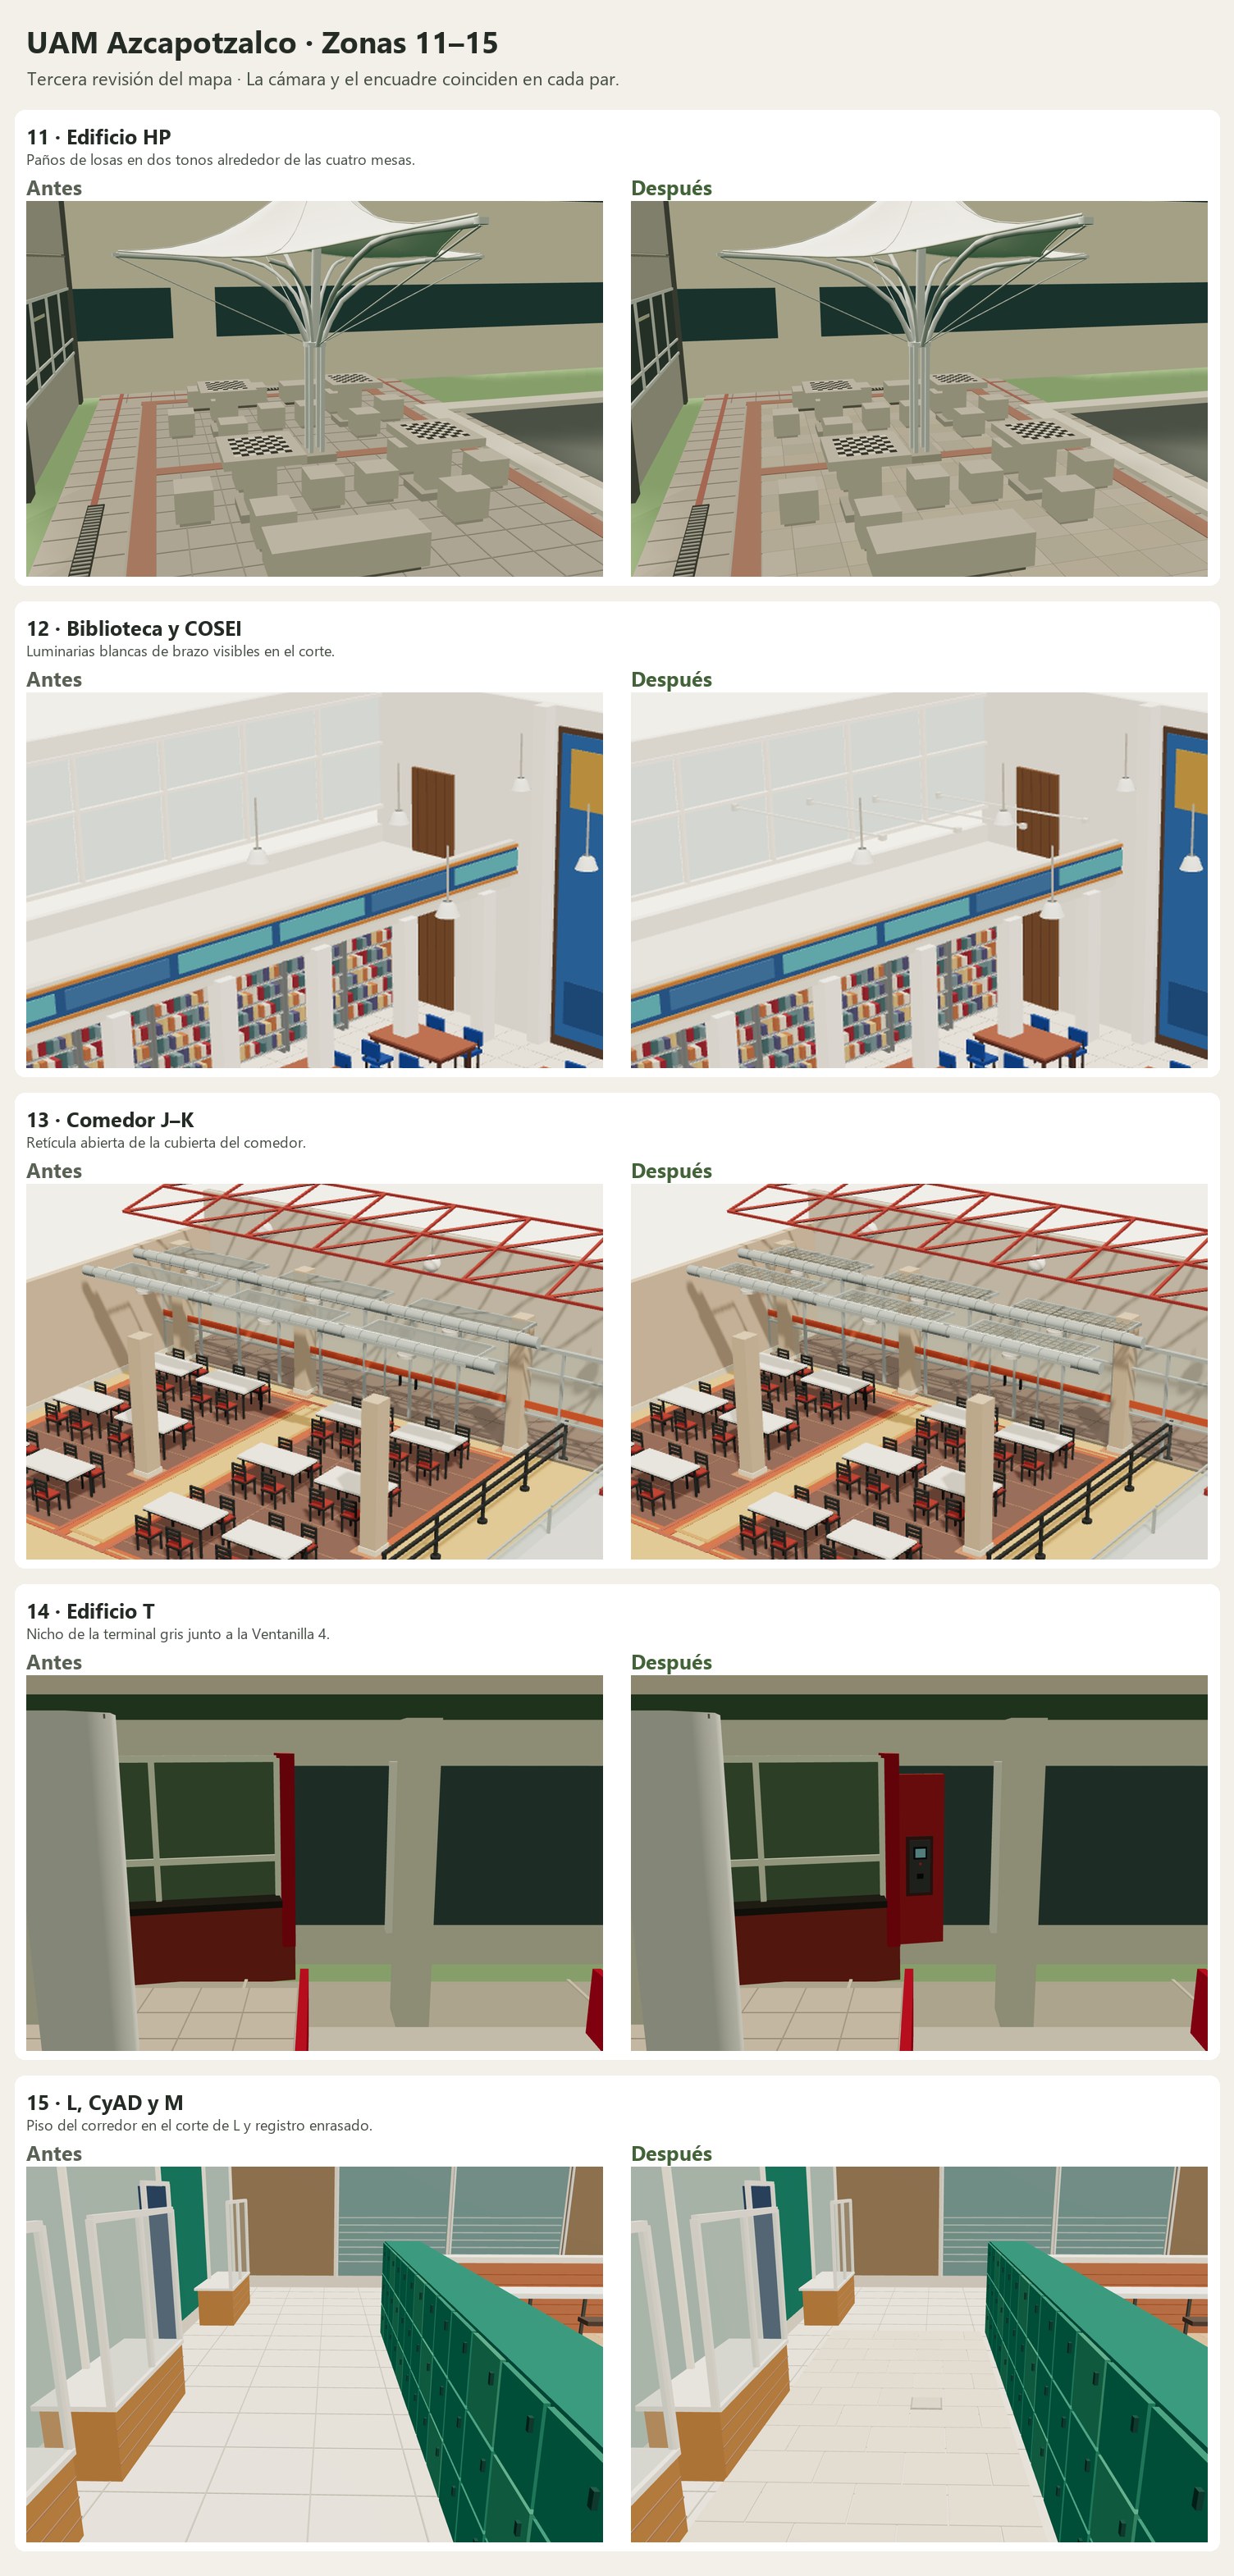 UAM Azcapotzalco · Zonas 11–15
Tercera revisión del mapa · La cámara y el encuadre coinciden en cada par.
11 · Edificio HP
Paños de losas en dos tonos alrededor de las cuatro mesas.
Antes
Después
12 · Biblioteca y COSEI
Luminarias blancas de brazo visibles en el corte.
Antes
Después
13 · Comedor J–K
Retícula abierta de la cubierta del comedor.
Antes
Después
14 · Edificio T
Nicho de la terminal gris junto a la Ventanilla 4.
Antes
Después
15 · L, CyAD y M
Piso del corredor en el corte de L y registro enrasado.
Antes
Después